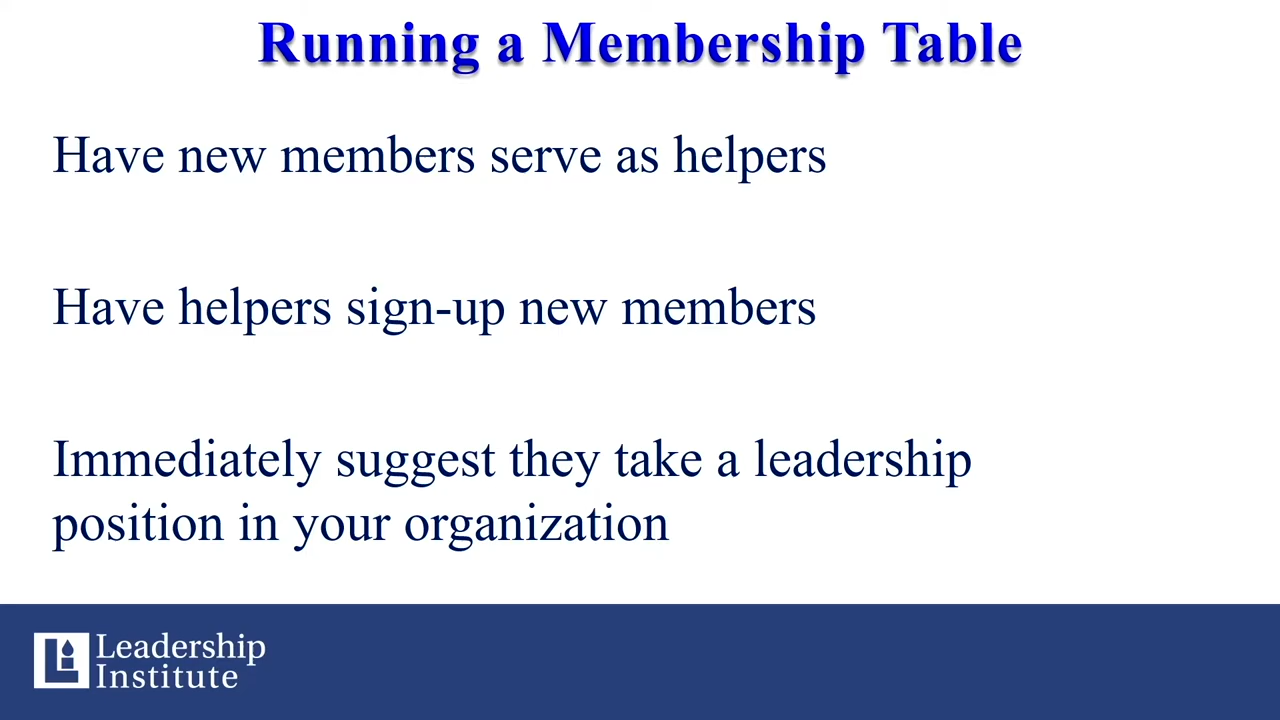 Running a Membership Table
Have new members serve as helpers
Have helpers sign-up new members
Immediately suggest they take a leadership
position in your organization
Leadership
Institute